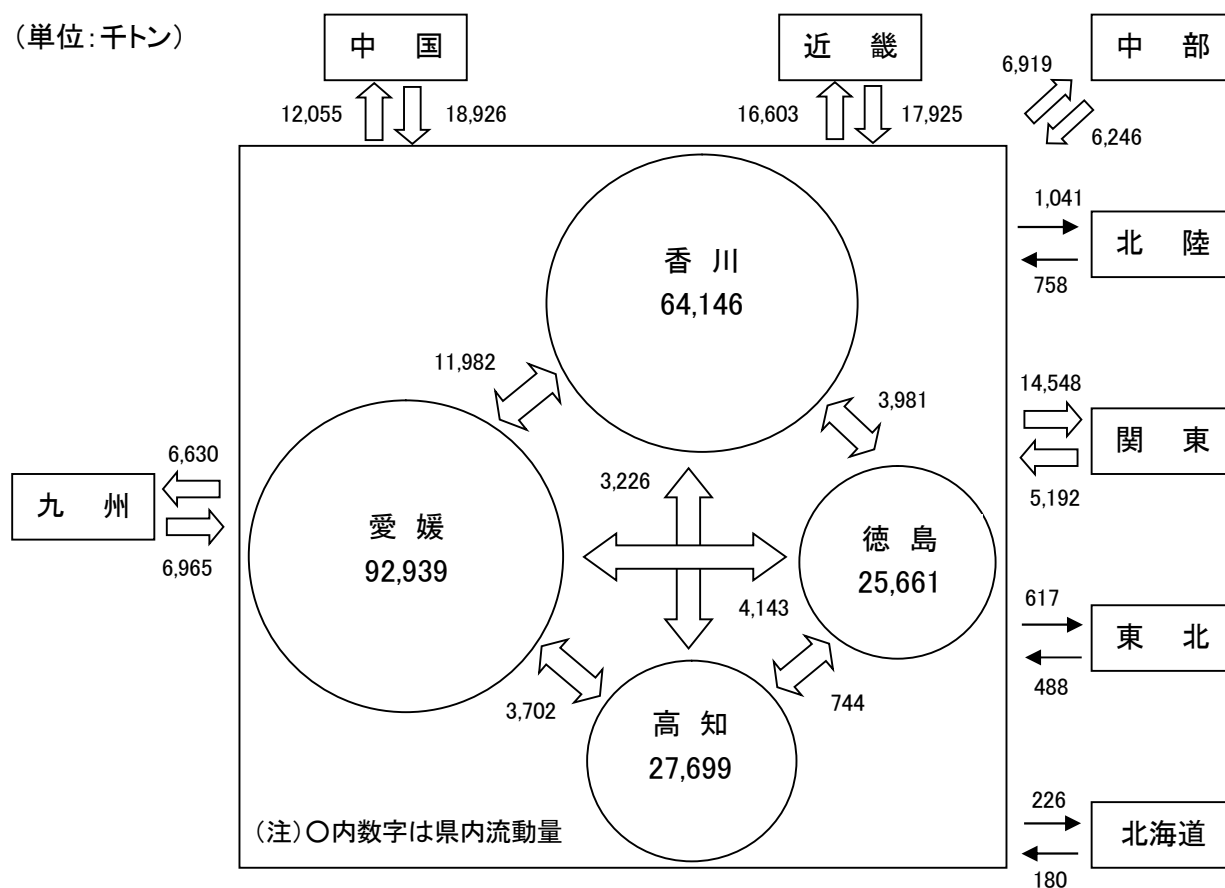 (単位:千トン)
中 国
近 畿
中 部
12,055
18,926
16,603
17,925
6,919
6,246
1,041
北 陸
758
香 川
64,146
11,982
3,981
14,548
関 東
5,192
6,630
九 州
6,965
3,226
愛 媛
92,939
徳 島
25,661
4,143
617
東 北
488
3,702
744
高 知
27,699
226
北海道
180
(注)○内数字は県内流動量